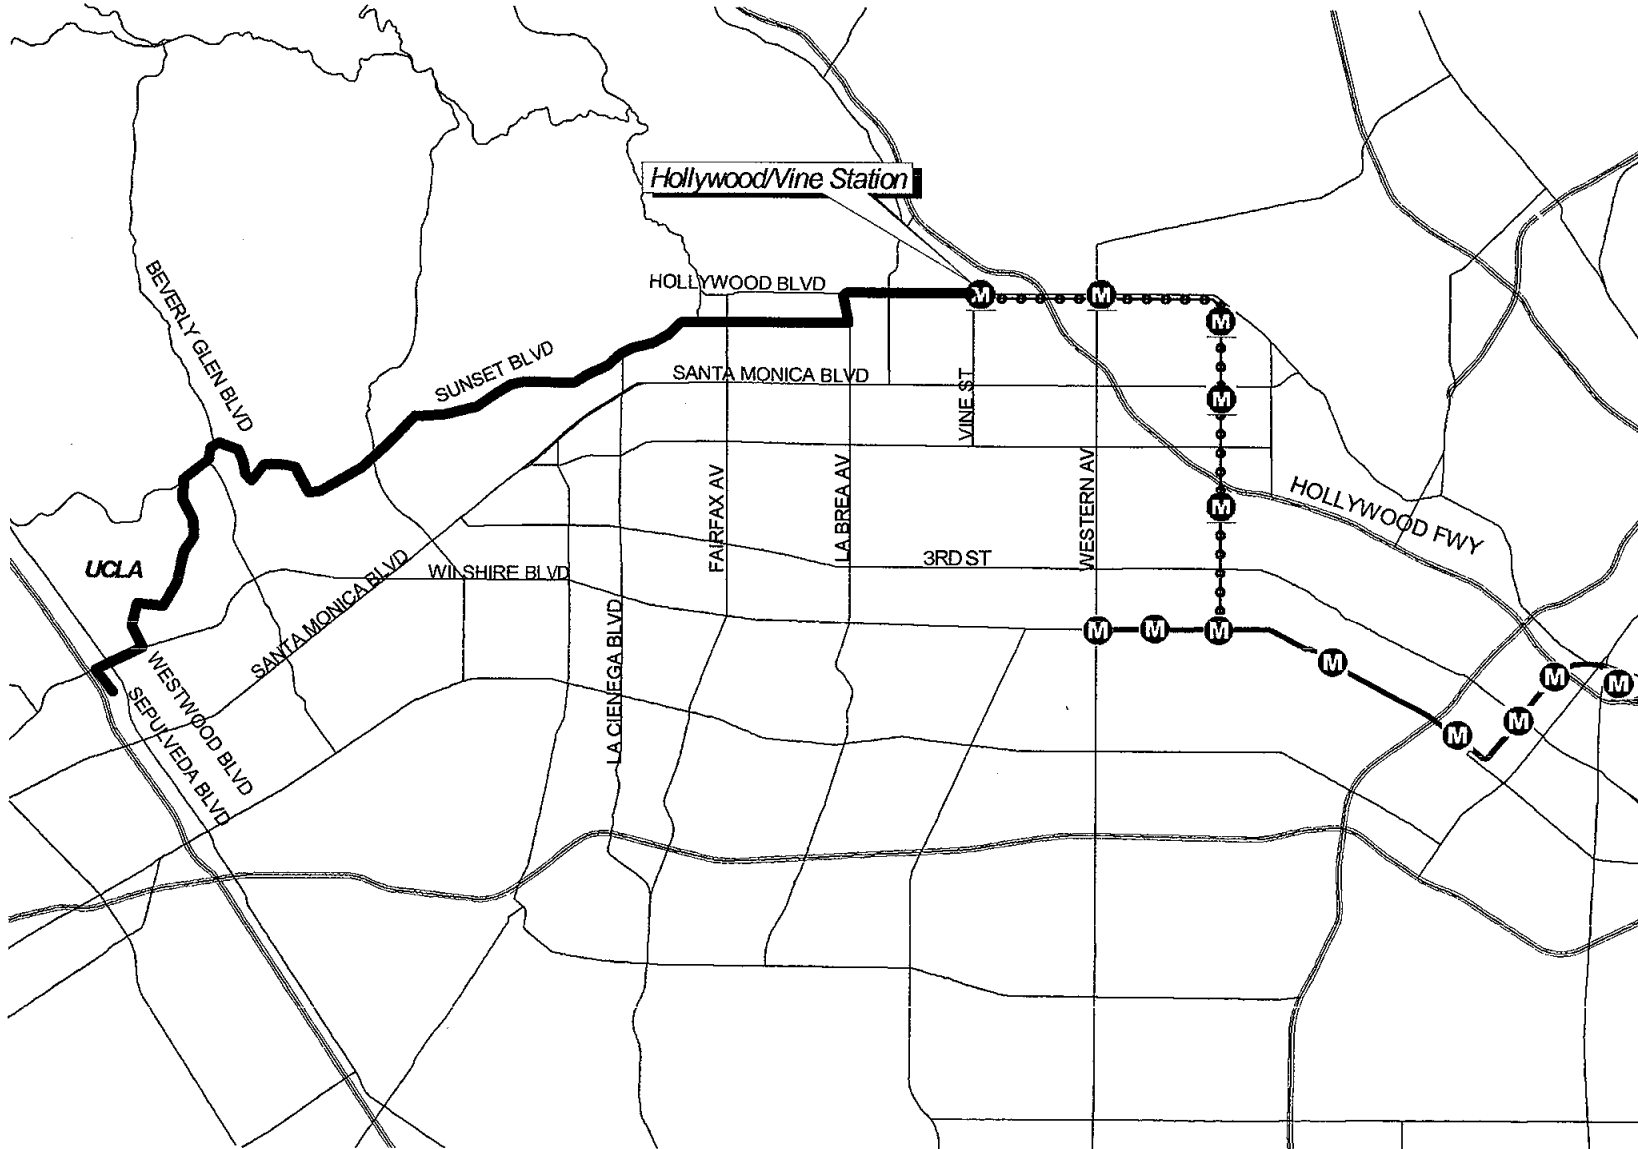 Hollywood/Vine Station
HOLLYWOOD BLVD
BEVERLY GLEN BLVD
SUNSET BLVD
SANTA MONICA BLVD
VINE ST
FAIRFAX AV
LA BREA AV
WESTERN AV
HOLLYWOOD FWY
UCLA
WILSHIRE BLVD
3RD ST
SANTA MONICA BLVD
LA CIENEGA BLVD
WESTWOOD BLVD
SEPULVEDA BLVD
M
M
M
M
M
M
M
M
M
M
M
M
M